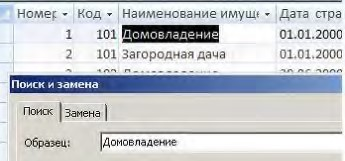 Номер Код Наименование имуще Дата стра
1 101 Домовладение 01.01.2000
2 101 Загородная дача 01.01.2000
Поиск и замена
Поиск Замена
Образец: Домовладение